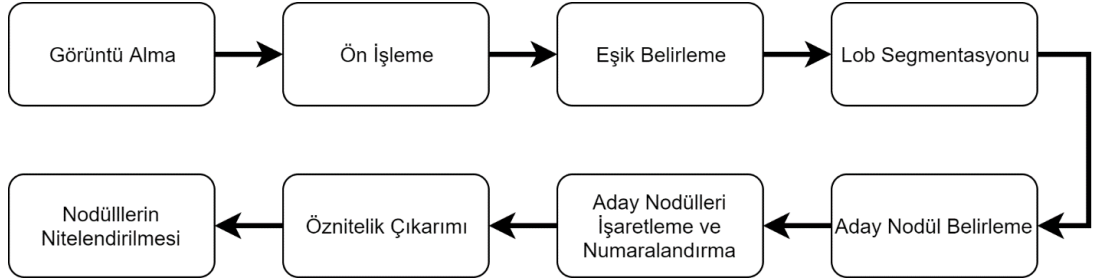 Görüntü Alma
Ön İşleme
Eşik Belirleme
Lob Segmentasyonu
Aday Nodül Belirleme
Aday Nodülleri
İşaretleme ve
Numaralandırma
Öznitelik Çıkarımı
Nodülllerin
Nitelendirilmesi